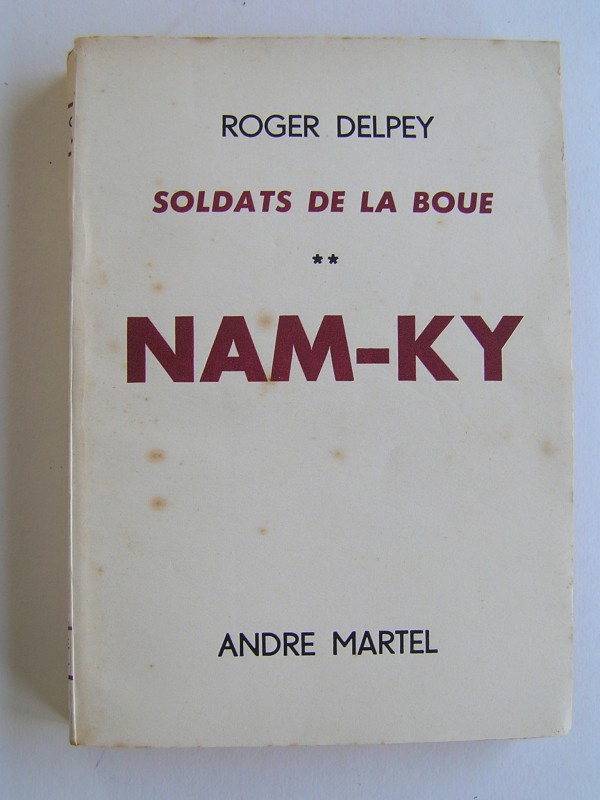 ROGER DELPEY
SOLDATS DE LA BOUE
**
NAM-KY
ANDRE MARTEL